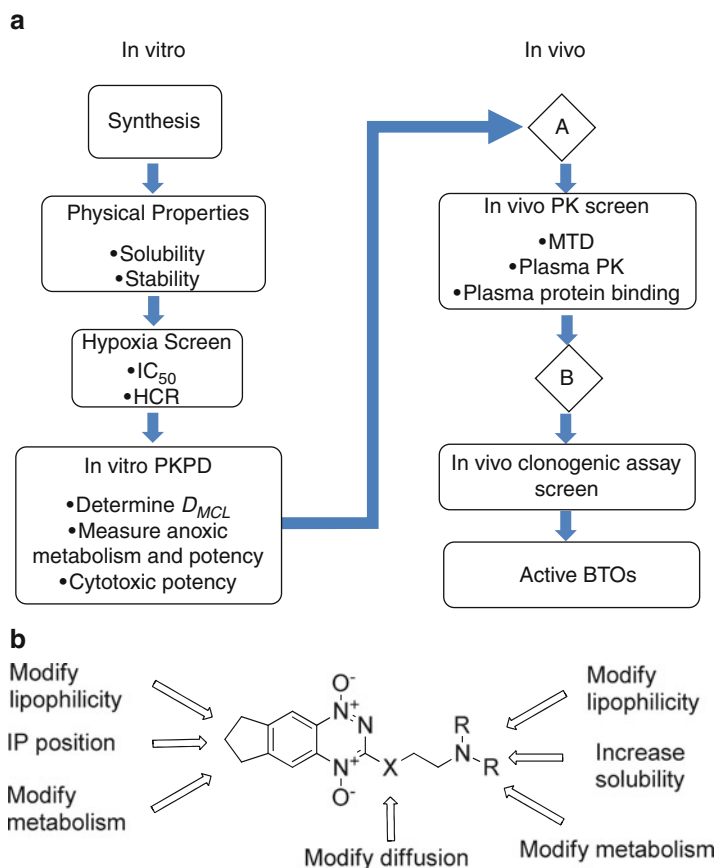 a
In vitro
Synthesis
Physical Properties
•Solubility
•Stability
Hypoxia Screen
•IC50
•HCR
In vitro PKPD
•Determine DMCL
•Measure anoxic
metabolism and potency
•Cytotoxic potency
In vivo
A
In vivo PK screen
•MTD
•Plasma PK
•Plasma protein binding
B
In vivo clonogenic assay
screen
Active BTOs
b
Modify
lipophilicity
IP position
Modify
metabolism
O-
N+
N
N+
O-
X
N
R
R
Modify diffusion
Modify
lipophilicity
Increase
solubility
Modify metabolism